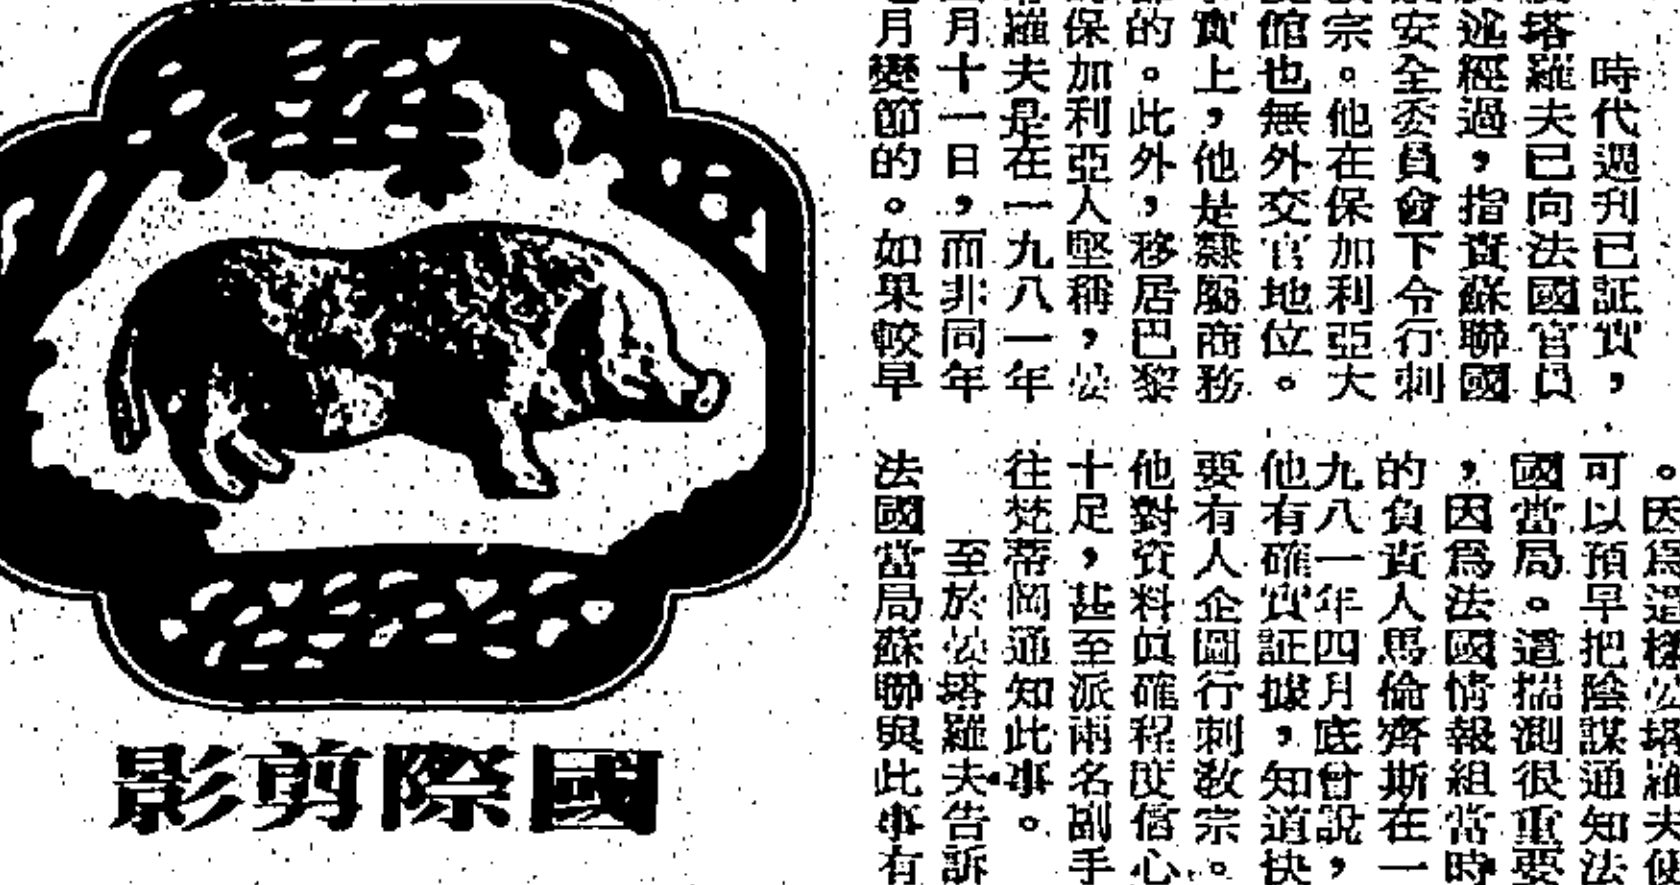 時代週刊已証實，
塔羅夫已向法國官員
述經過，指責蘇聯國
安全委員會下令行刺
宗。他在保加利亞大
館也無外交官地位。
實上，他是隸屬商務
的。此外，移居巴黎
保加利亞人堅稱，
羅夫是在一九八一年
月十一日，而非同年
月變節的。如果較早
。因為這樣塔羅夫便
可以預早把陰謀通知法
國當局。這揣測很重要
，因為法國情報組當時
的負責人馬倫齊斯在一
九八一年四月底曾說，
他有確實証據，知道快
要有人企圖行刺教宗。
他對資料真確程度信心
十足，甚至派兩名副手
往梵蒂岡通知此事。
至於塔羅夫告訴
法國當局蘇聯與此事有
國際剪影